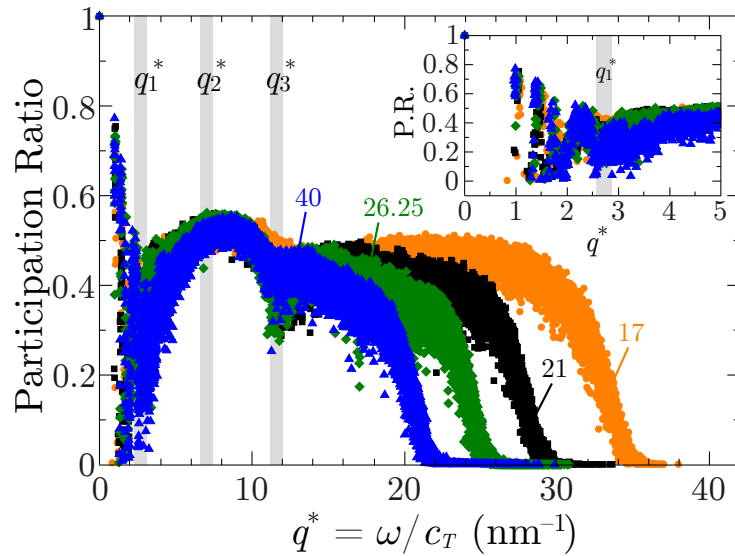 1
0.8
0.6
0.4
0.2
0
0 10 20 30 40
Participation Ratio
q* = ω/c_T (nm⁻¹)
q₁* q₂* q₃*
40
26.25
21
17
1
0.8
0.6
0.4
0.2
0
0 1 2 3 4 5
P.R.
q*
q₁*